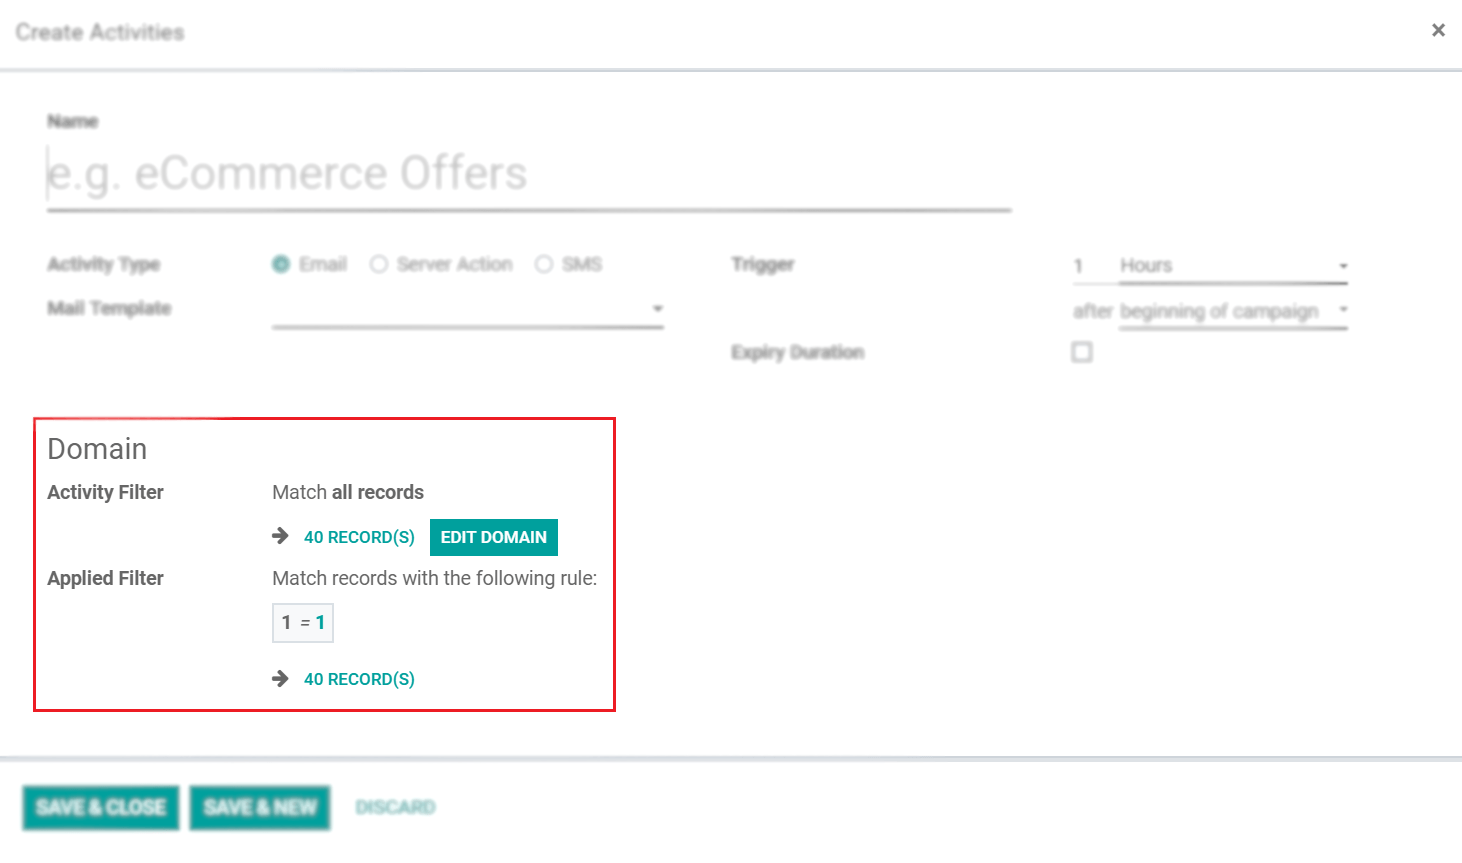 Create Activities
×
Name
e.g. eCommerce Offers
Activity Type Email Server Action SMS Trigger 1 Hours
Mail Template after beginning of campaign
Expiry Duration
Domain
Activity Filter Match all records
40 RECORD(S) EDIT DOMAIN
Applied Filter Match records with the following rule:
1 = 1
40 RECORD(S)
SAVE & CLOSE SAVE & NEW DISCARD